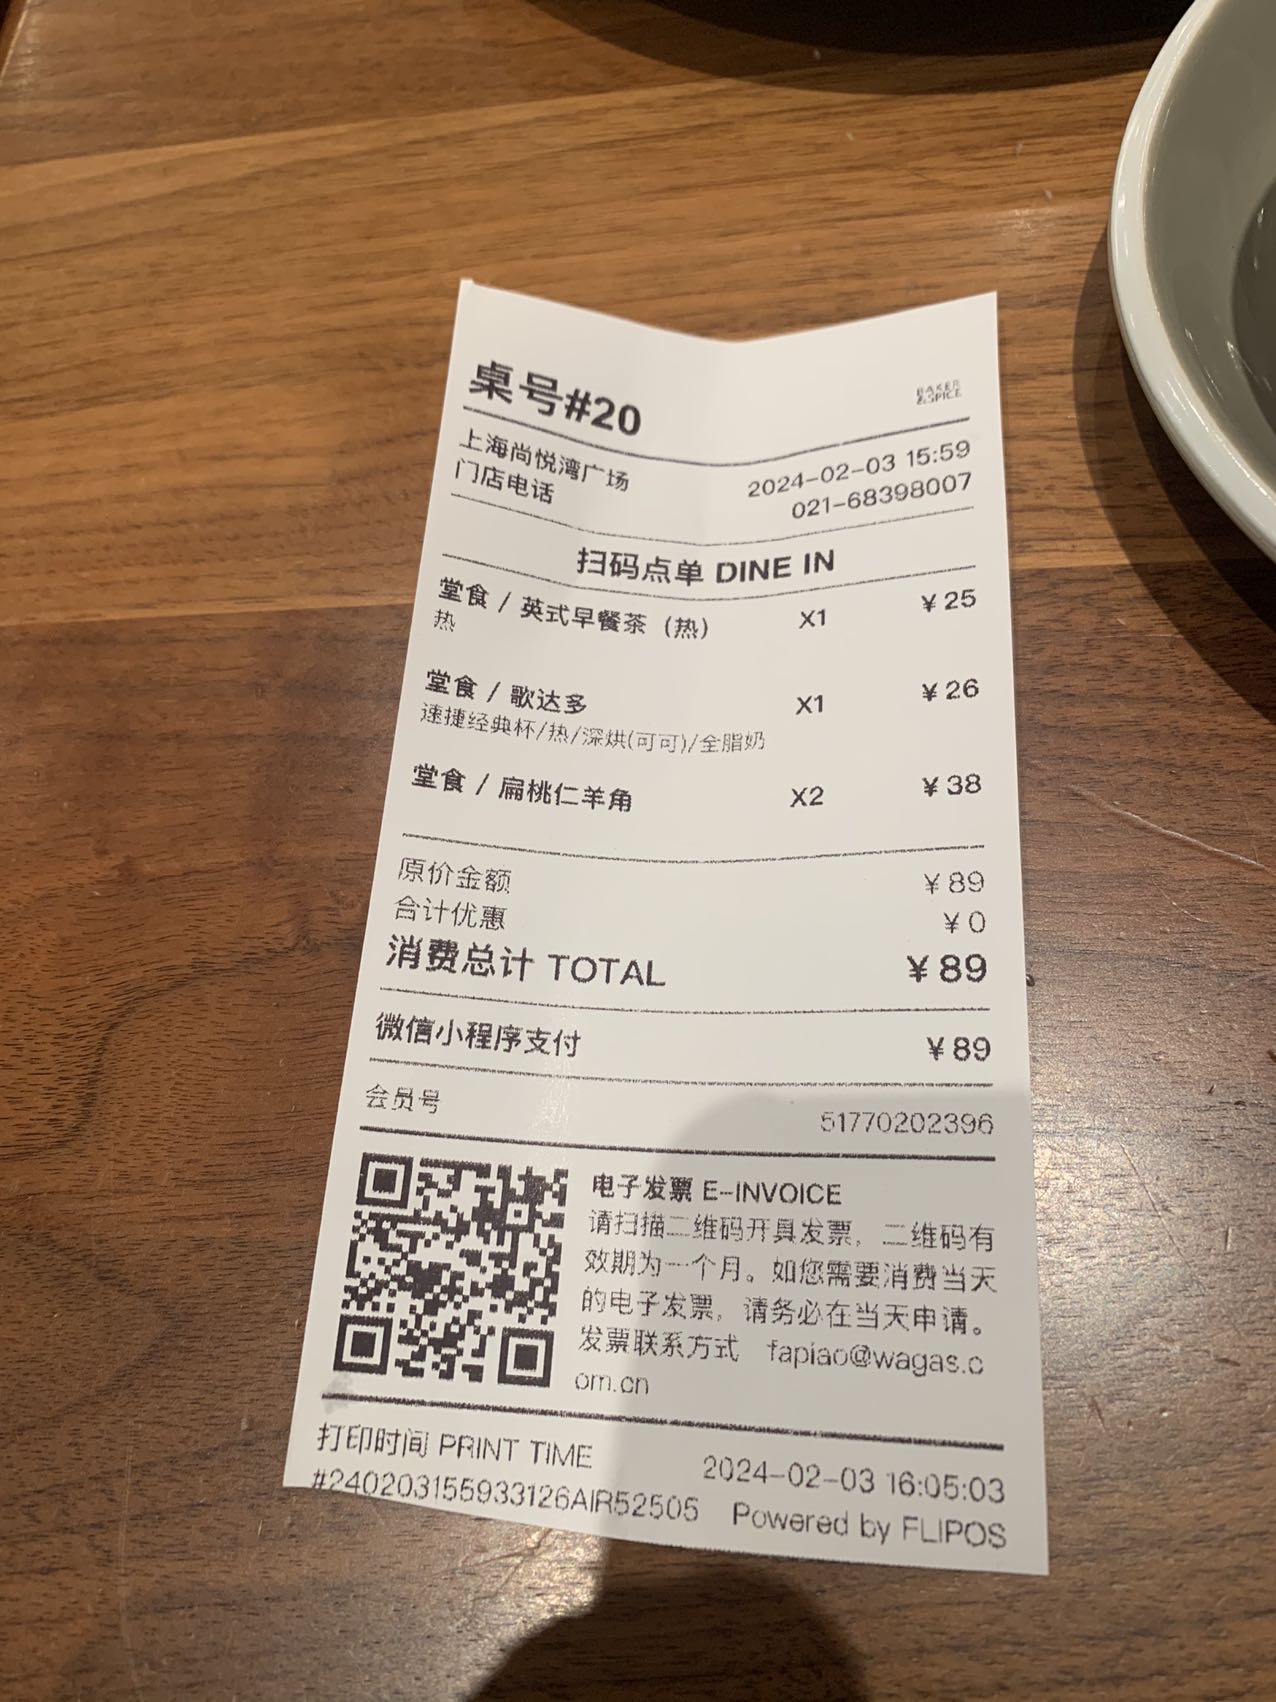 桌号#20
BAKER
&SPICE
上海尚悦湾广场 2024-02-03 15:59
门店电话 021-68398007
扫码点单 DINE IN
堂食 / 英式早餐茶（热） X1 ¥25
热
堂食 / 歌达多 X1 ¥26
速捷经典杯/热/深烘(可可)/全脂奶
堂食 / 扁桃仁羊角 X2 ¥38
原价金额 ¥89
合计优惠 ¥0
消费总计 TOTAL ¥89
微信小程序支付 ¥89
会员号 51770202396
电子发票 E-INVOICE
请扫描二维码开具发票，二维码有
效期为一个月。如您需要消费当天
的电子发票，请务必在当天申请。
发票联系方式 fapiao@wagas.c
om.cn
打印时间 PRINT TIME 2024-02-03 16:05:03
#240203155933126AIR52505 Powered by FLIPOS